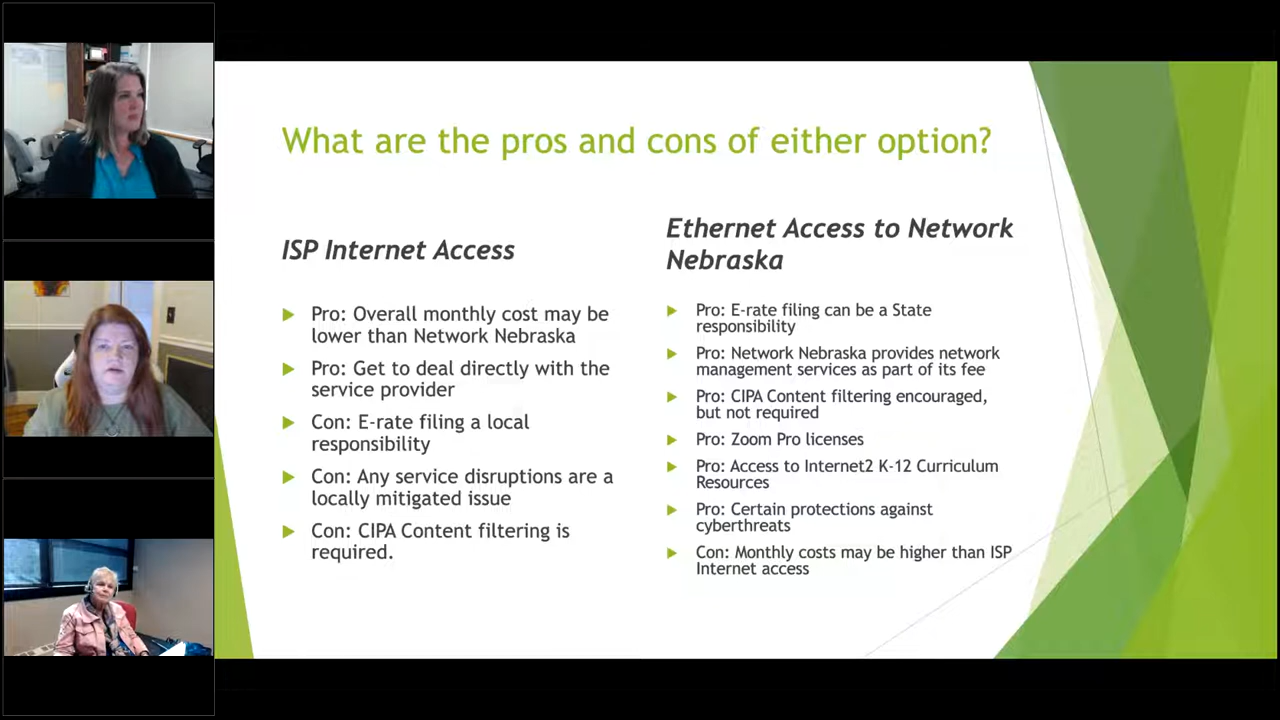 What are the pros and cons of either option?
ISP Internet Access
Pro: Overall monthly cost may be
lower than Network Nebraska
Pro: Get to deal directly with the
service provider
Con: E-rate filing a local
responsibility
Con: Any service disruptions are a
locally mitigated issue
Con: CIPA Content filtering is
required.
Ethernet Access to Network
Nebraska
Pro: E-rate filing can be a State
responsibility
Pro: Network Nebraska provides network
management services as part of its fee
Pro: CIPA Content filtering encouraged,
but not required
Pro: Zoom Pro licenses
Pro: Access to Internet2 K-12 Curriculum
Resources
Pro: Certain protections against
cyberthreats
Con: Monthly costs may be higher than ISP
Internet access